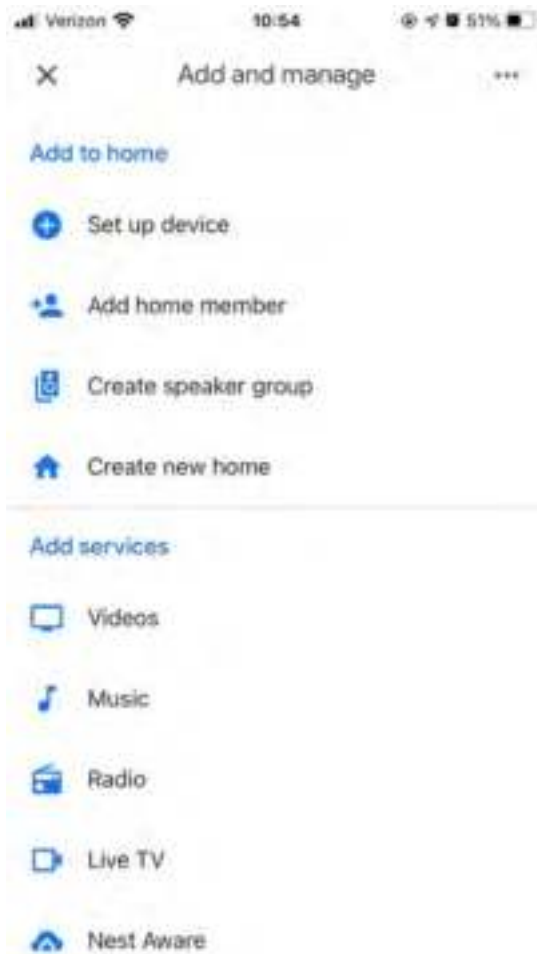 Verizon 10:54 51%
Add and manage
Add to home
Set up device
Add home member
Create speaker group
Create new home
Add services
Videos
Music
Radio
Live TV
Nest Aware